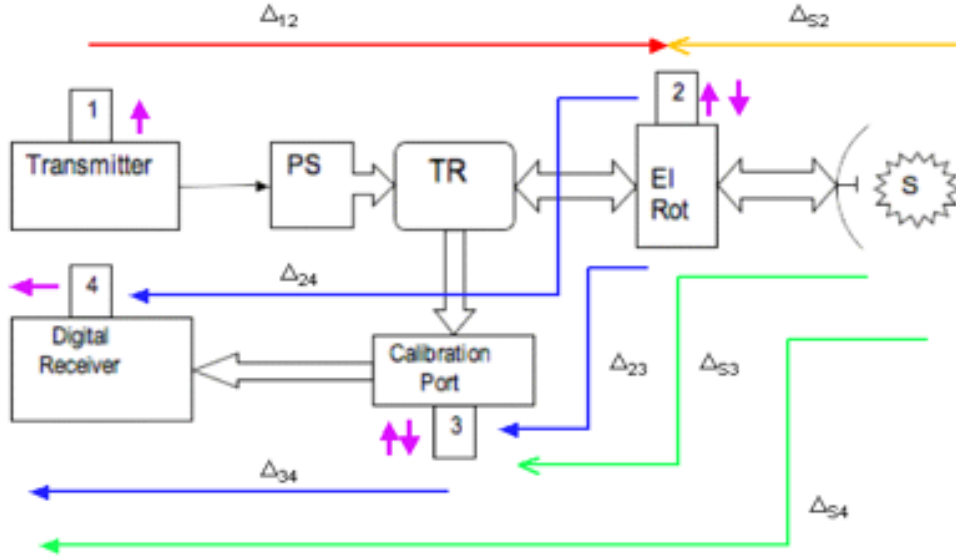 Δ12
ΔS2
1
2
Transmitter
PS
TR
EI
Rot
S
4
Δ24
Digital
Receiver
Calibration
Port
Δ23
ΔS3
3
Δ34
ΔS4